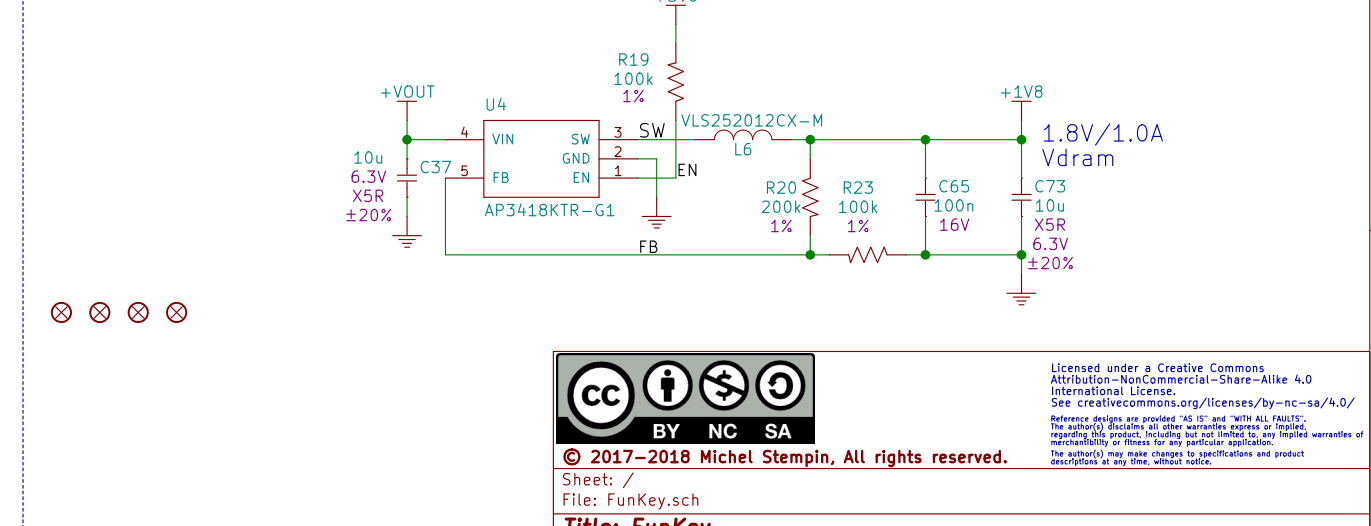 R19
100k
1%
+VOUT
U4
4
VIN
SW
3
SW
GND
2
5
FB
EN
1
EN
AP3418KTR-G1
10u
6.3V
X5R
±20%
C37
VLS252012CX-M
L6
+1V8
1.8V/1.0A
Vdram
R20
200k
1%
R23
100k
1%
C65
100n
16V
C73
10u
X5R
6.3V
±20%
FB
cc
BY NC SA
Licensed under a Creative Commons
Attribution-NonCommercial-Share-Alike 4.0
International License.
See creativecommons.org/licenses/by-nc-sa/4.0/
Reference designs are provided "AS IS" and "WITH ALL FAULTS".
The author(s) disclaims all other warranties express or implied,
regarding this product, including but not limited to, any implied warranties of
merchantibility or fitness for any particular application.
The author(s) may make changes to specifications and product
descriptions at any time, without notice.
© 2017-2018 Michel Stempin, All rights reserved.
Sheet: /
File: FunKey.sch
Title: FunKey